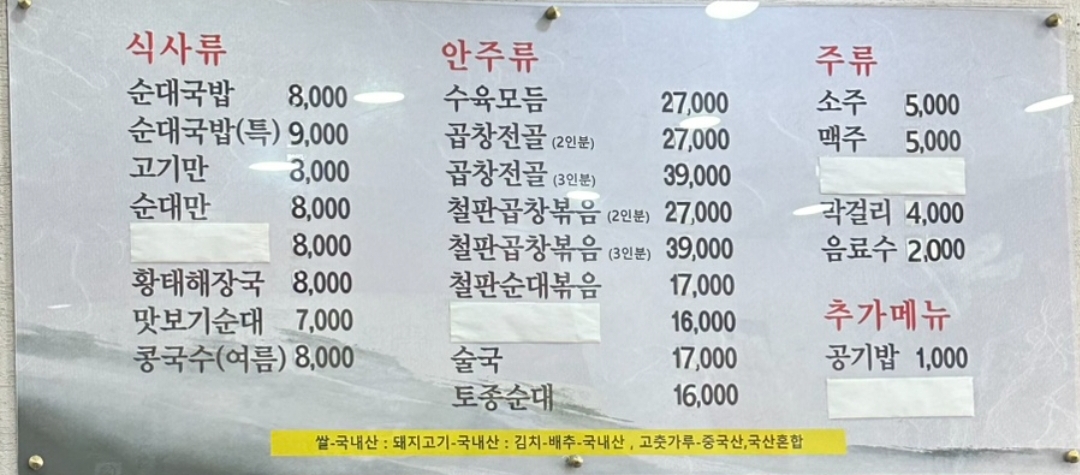 식사류
순대국밥 8,000
순대국밥(특) 9,000
고기만 8,000
순대만 8,000
8,000
황태해장국 8,000
맛보기순대 7,000
콩국수(여름) 8,000
안주류
수육모듬 27,000
곱창전골 (2인분) 27,000
곱창전골 (3인분) 39,000
철판곱창볶음 (2인분) 27,000
철판곱창볶음 (3인분) 39,000
철판순대볶음 17,000
16,000
술국 17,000
토종순대 16,000
주류
소주 5,000
맥주 5,000
막걸리 4,000
음료수 2,000
추가메뉴
공기밥 1,000
쌀-국내산 : 돼지고기-국내산 : 김치-배추-국내산 , 고춧가루-중국산,국산혼합